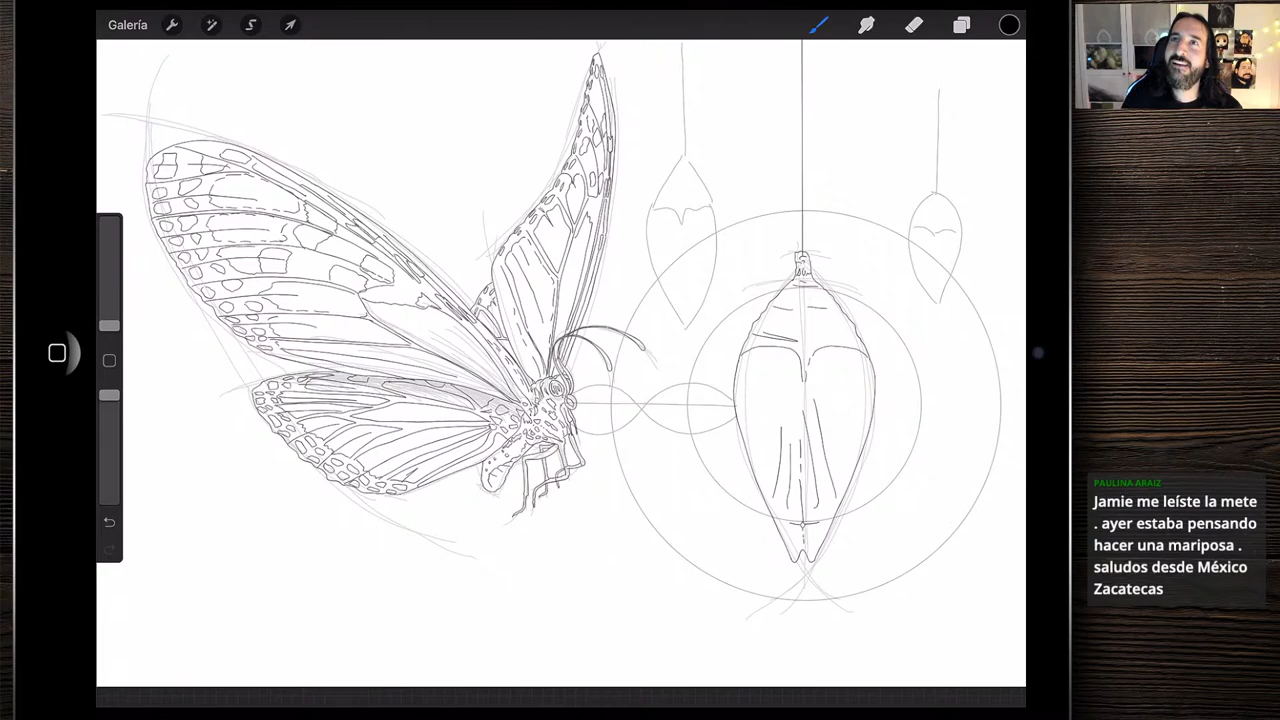 Galería
PAULINA ARAIZ
Jamie me leíste la mete
. ayer estaba pensando
hacer una mariposa .
saludos desde México
Zacatecas